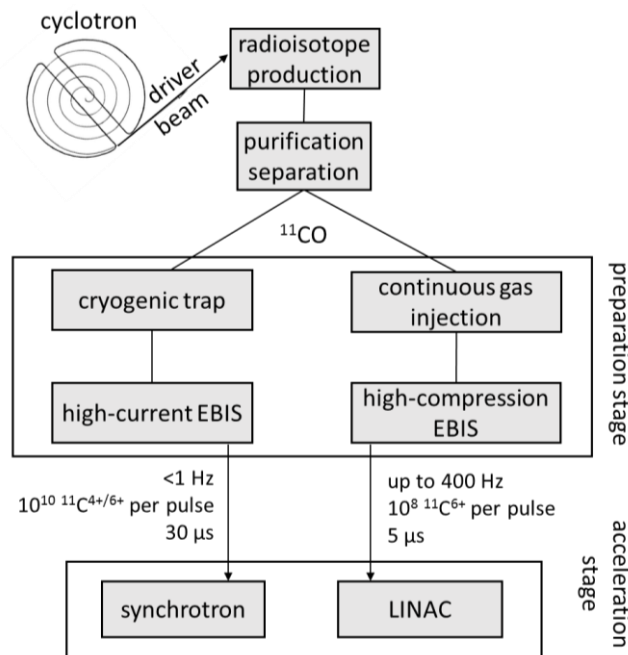 cyclotron
driver
beam
radioisotope
production
purification
separation
¹¹CO
preparation stage
cryogenic trap
continuous gas
injection
high-current EBIS
high-compression
EBIS
<1 Hz
10¹⁰ ¹¹C⁴⁺/⁶⁺ per pulse
30 µs
up to 400 Hz
10⁸ ¹¹C⁶⁺ per pulse
5 µs
acceleration
stage
synchrotron
LINAC